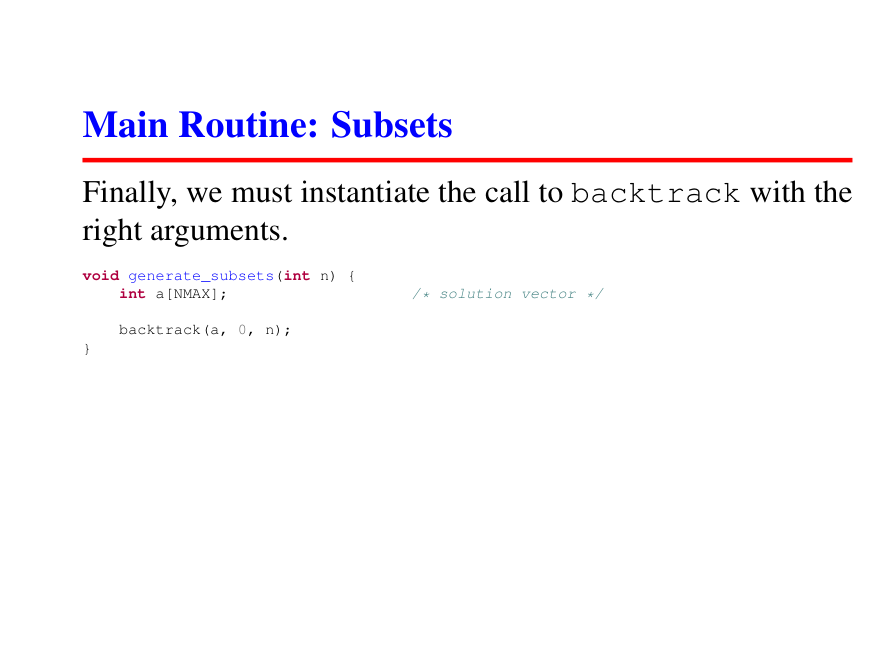 Main Routine: Subsets
Finally, we must instantiate the call to backtrack with the
right arguments.
void generate_subsets(int n) {
    int a[NMAX];                    /* solution vector */
    backtrack(a, 0, n);
}